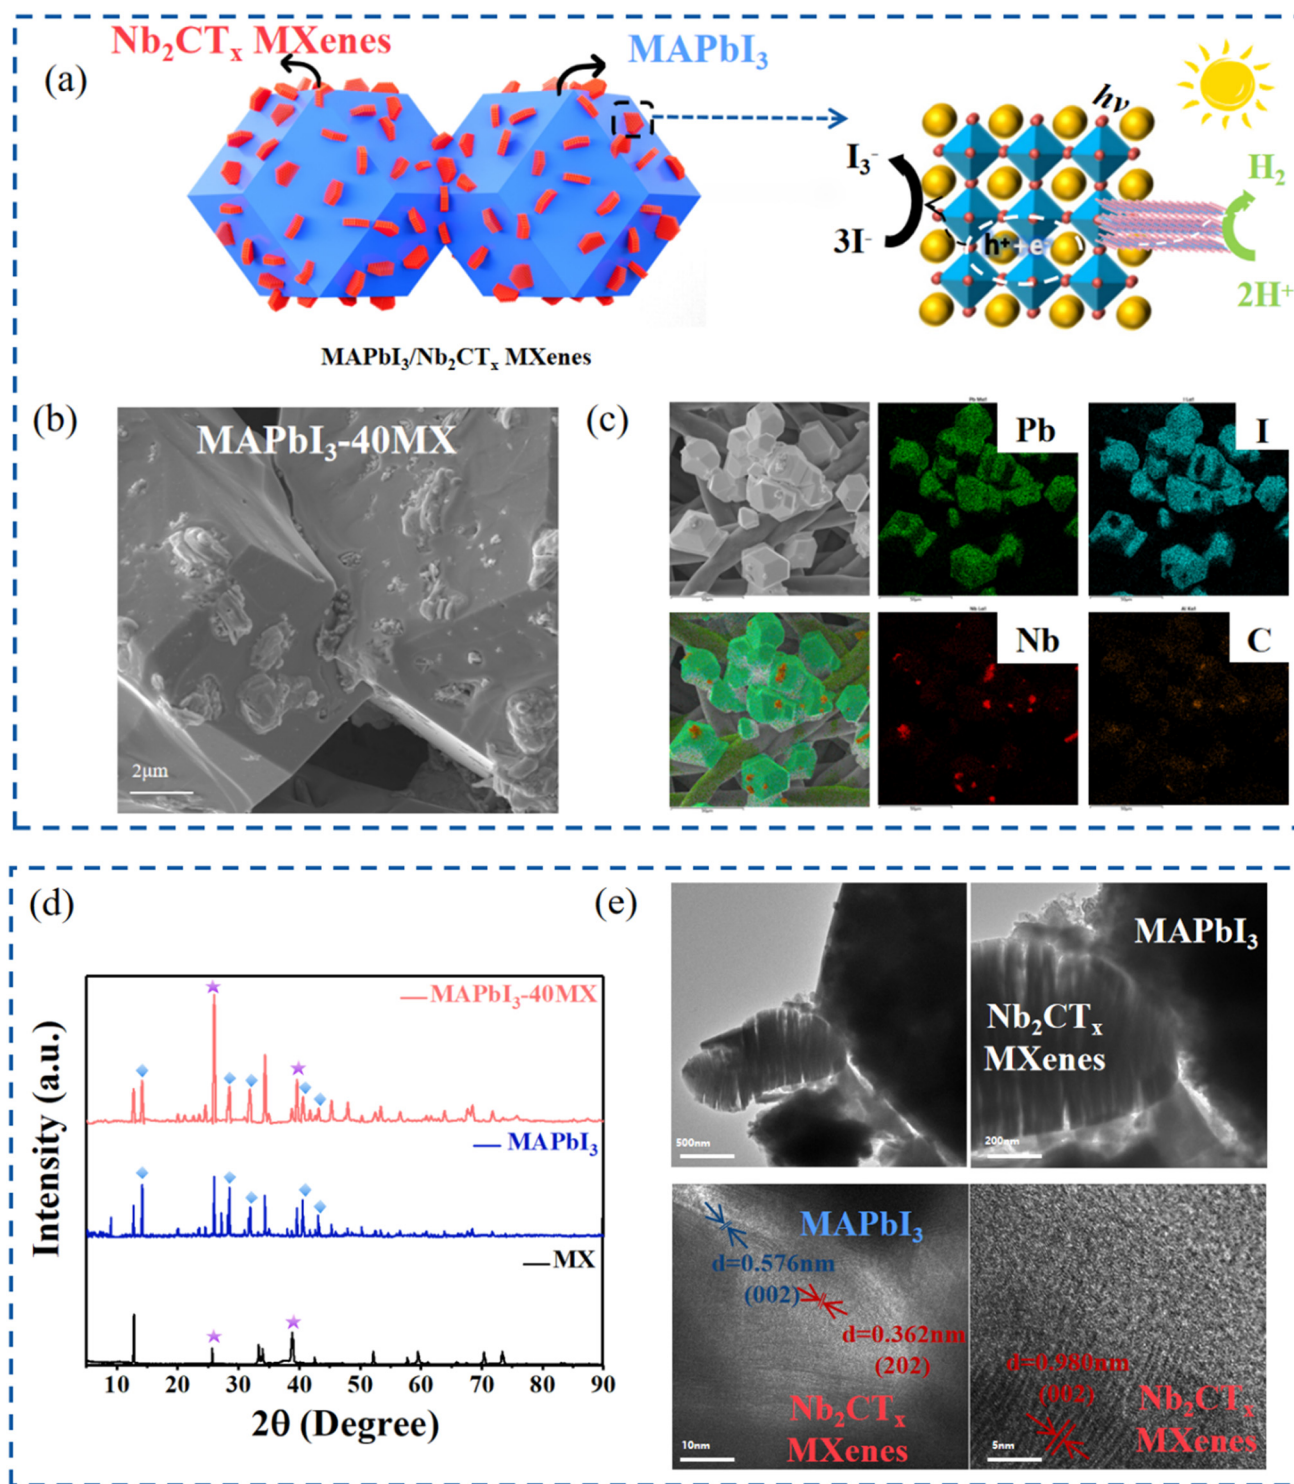 (a)
Nb₂CTₓ MXenes
MAPbI₃
hν
I₃⁻
3I⁻
h⁺
+e⁻
H₂
2H⁺
MAPbI₃/Nb₂CTₓ MXenes
(b)
MAPbI₃-40MX
2μm
(c)
Pb
I
Nb
C
(d)
Intensity (a.u.)
MAPbI₃-40MX
MAPbI₃
MX
10 20 30 40 50 60 70 80 90
2θ (Degree)
(e)
500nm
MAPbI₃
Nb₂CTₓ
MXenes
200nm
MAPbI₃
d=0.576nm
(002)
d=0.362nm
(202)
Nb₂CTₓ
MXenes
10nm
d=0.980nm
(002)
Nb₂CTₓ
MXenes
5nm